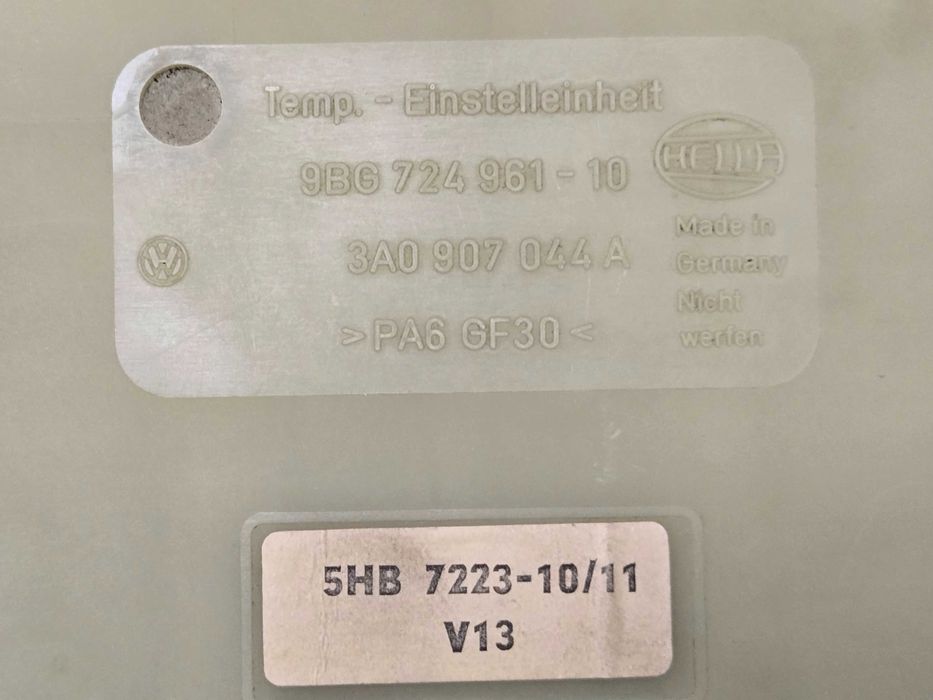 Temp. - Einstelleinheit
9BG 724 961 - 10
HELLA
3A0 907 044 A
Made in
Germany
Nicht
werfen
VW
>PA6 GF30<
5HB 7223-10/11
V13